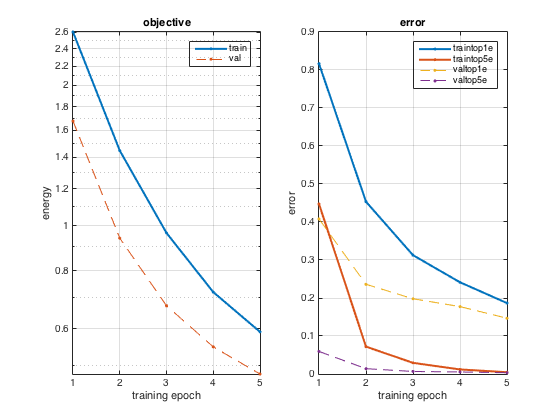 objective
2.6
2.4
2.2
2
1.8
1.6
1.4
1.2
1
0.8
0.6
energy
train
val
1 2 3 4 5
training epoch
error
0.9
0.8
0.7
0.6
0.5
0.4
0.3
0.2
0.1
0
error
traintop1e
traintop5e
valtop1e
valtop5e
1 2 3 4 5
training epoch